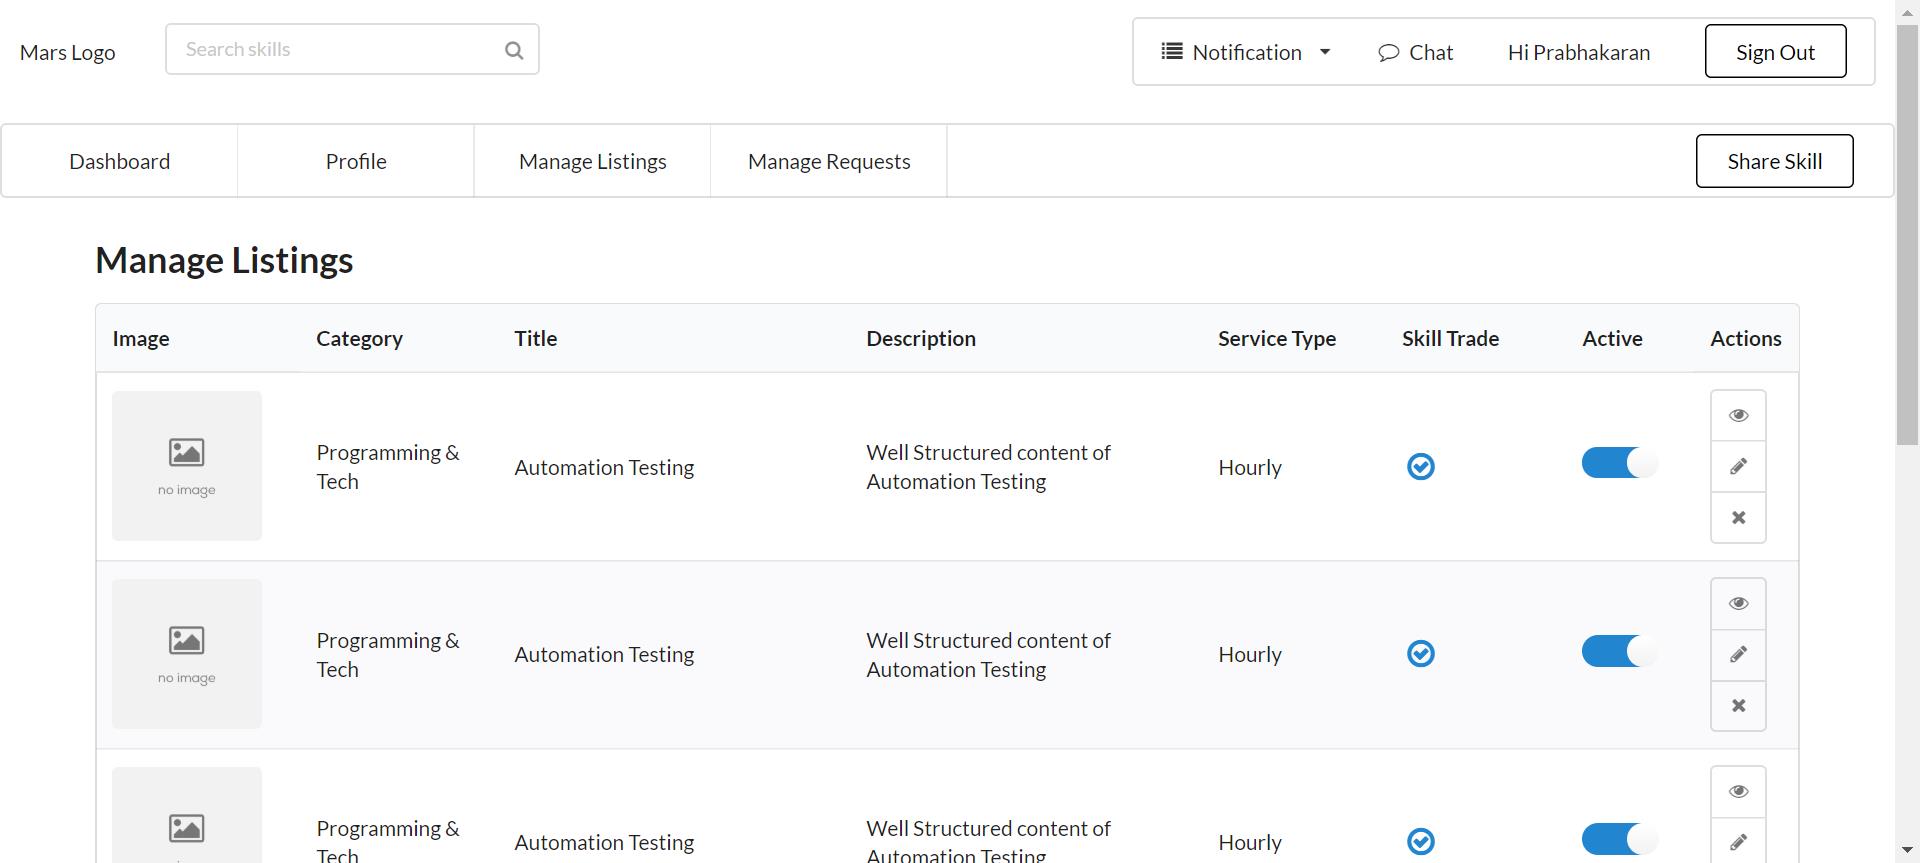 Mars Logo
Search skills
Notification
Chat
Hi Prabhakaran
Sign Out
Dashboard
Profile
Manage Listings
Manage Requests
Share Skill
Manage Listings
Image
Category
Title
Description
Service Type
Skill Trade
Active
Actions
no image
Programming &
Tech
Automation Testing
Well Structured content of
Automation Testing
Hourly
no image
Programming &
Tech
Automation Testing
Well Structured content of
Automation Testing
Hourly
Programming &
Tech
Automation Testing
Well Structured content of
Automation Testing
Hourly